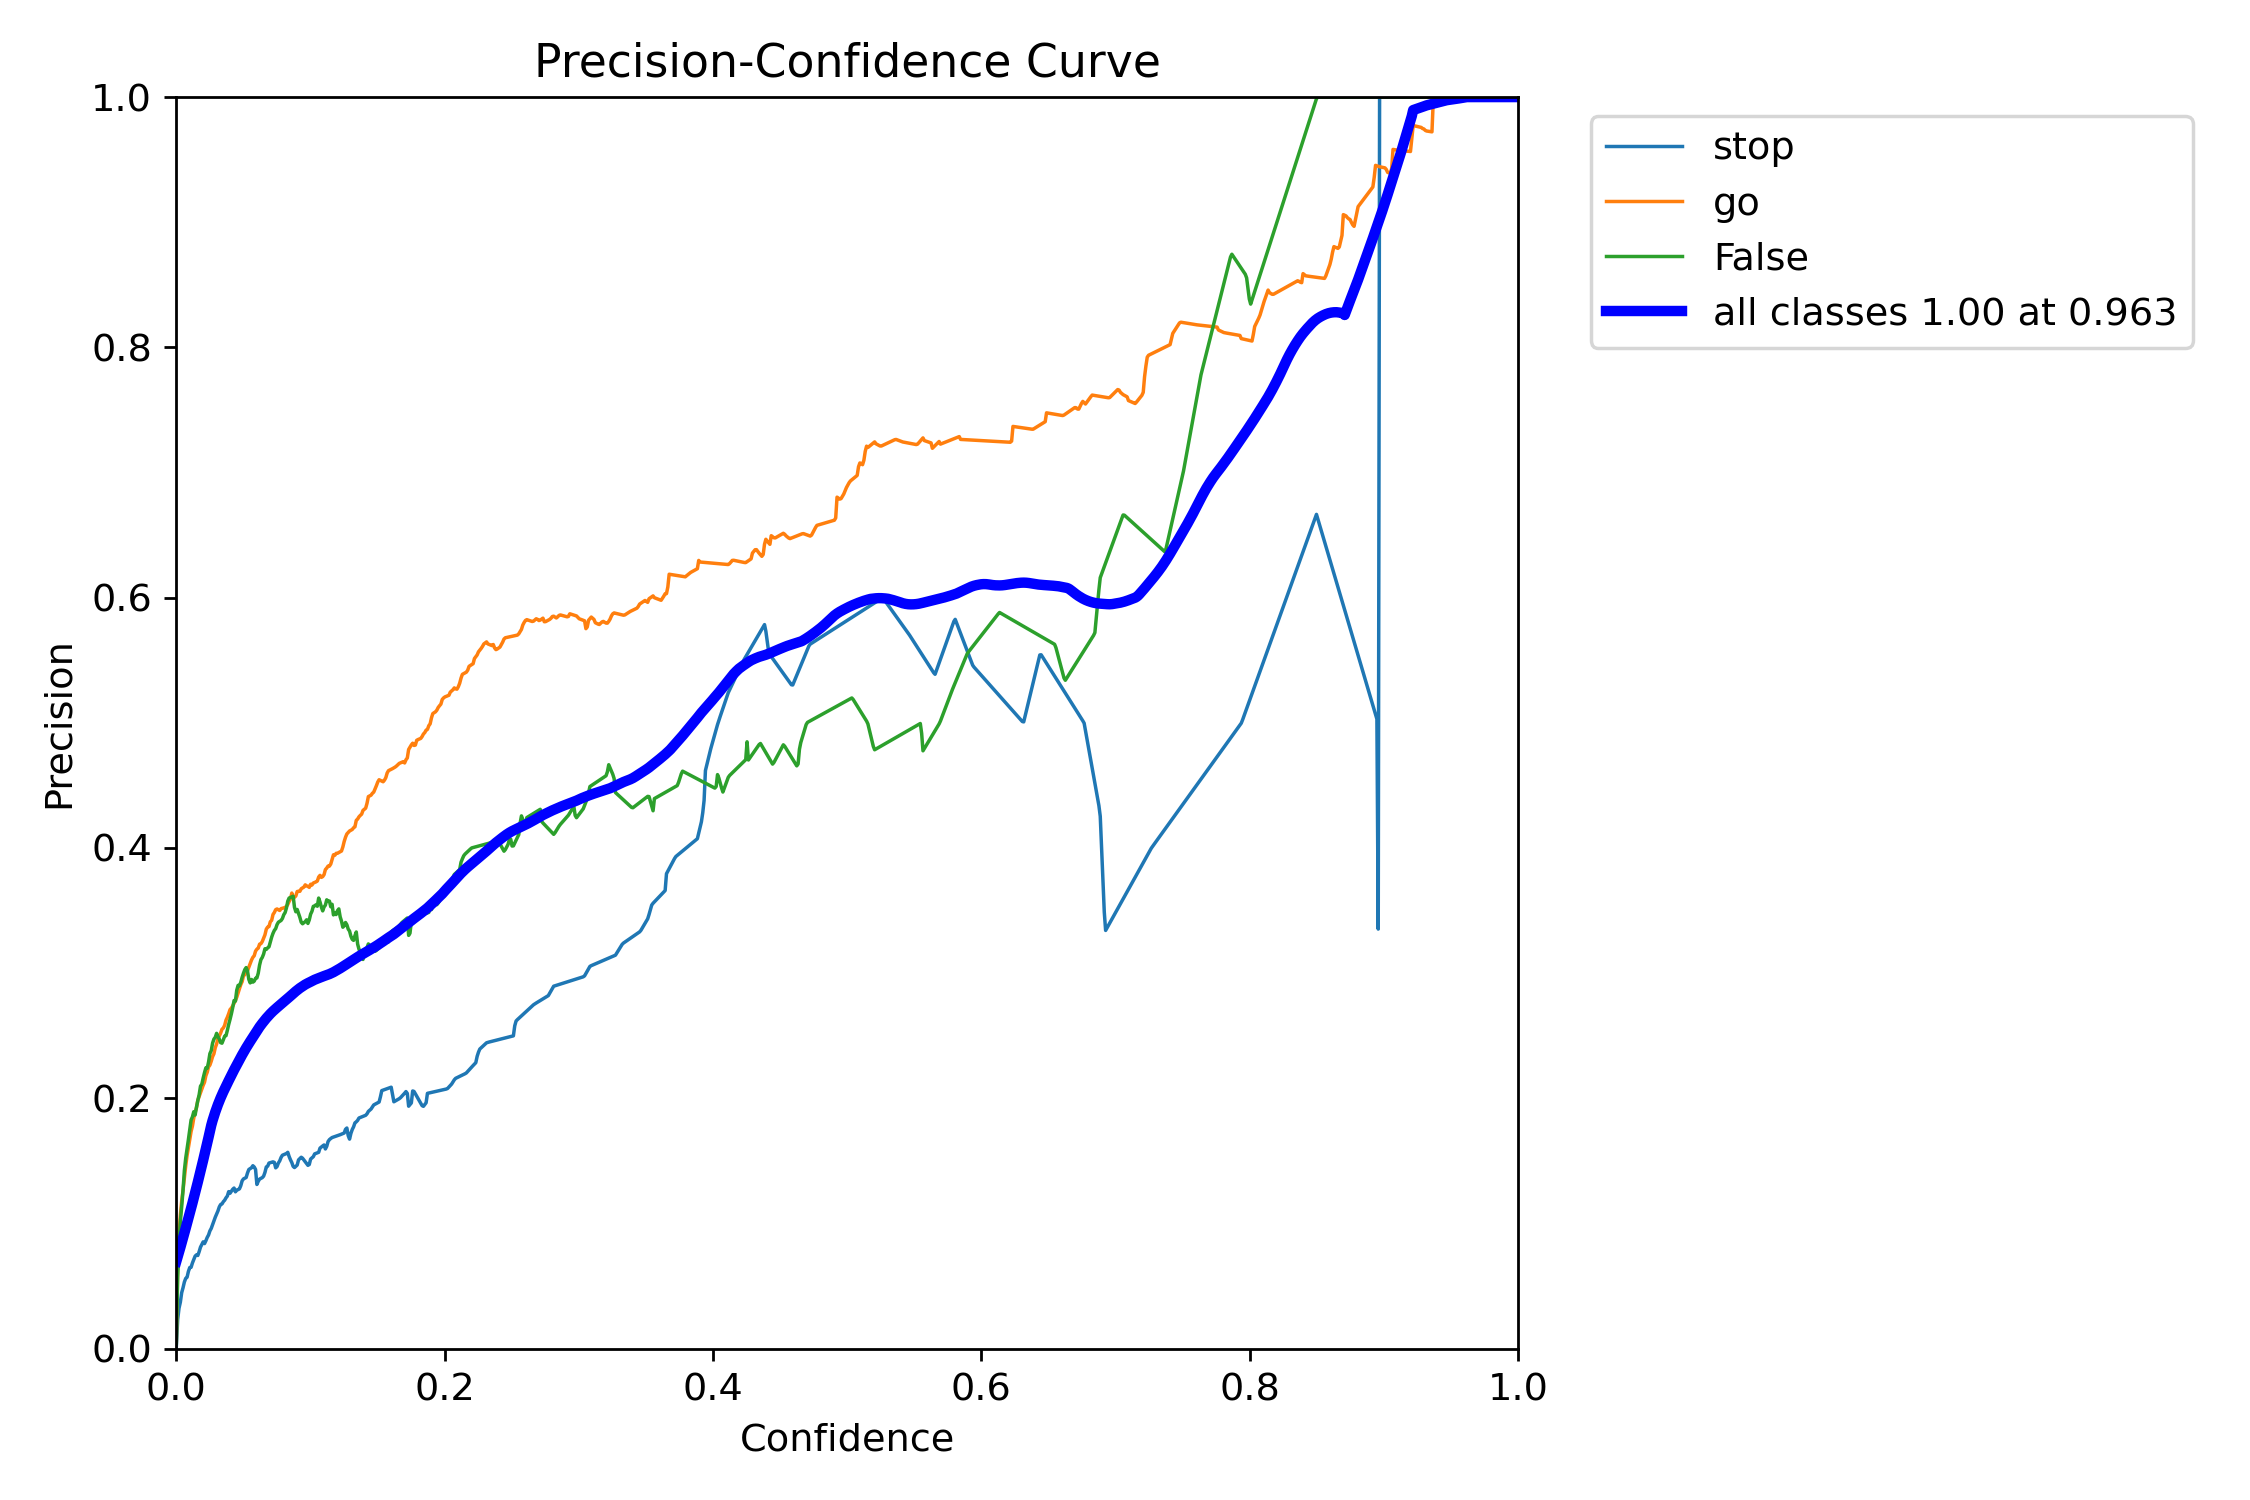 Precision-Confidence Curve
1.0
0.8
0.6
0.4
0.2
0.0
Precision
0.0 0.2 0.4 0.6 0.8 1.0
Confidence
stop
go
False
all classes 1.00 at 0.963